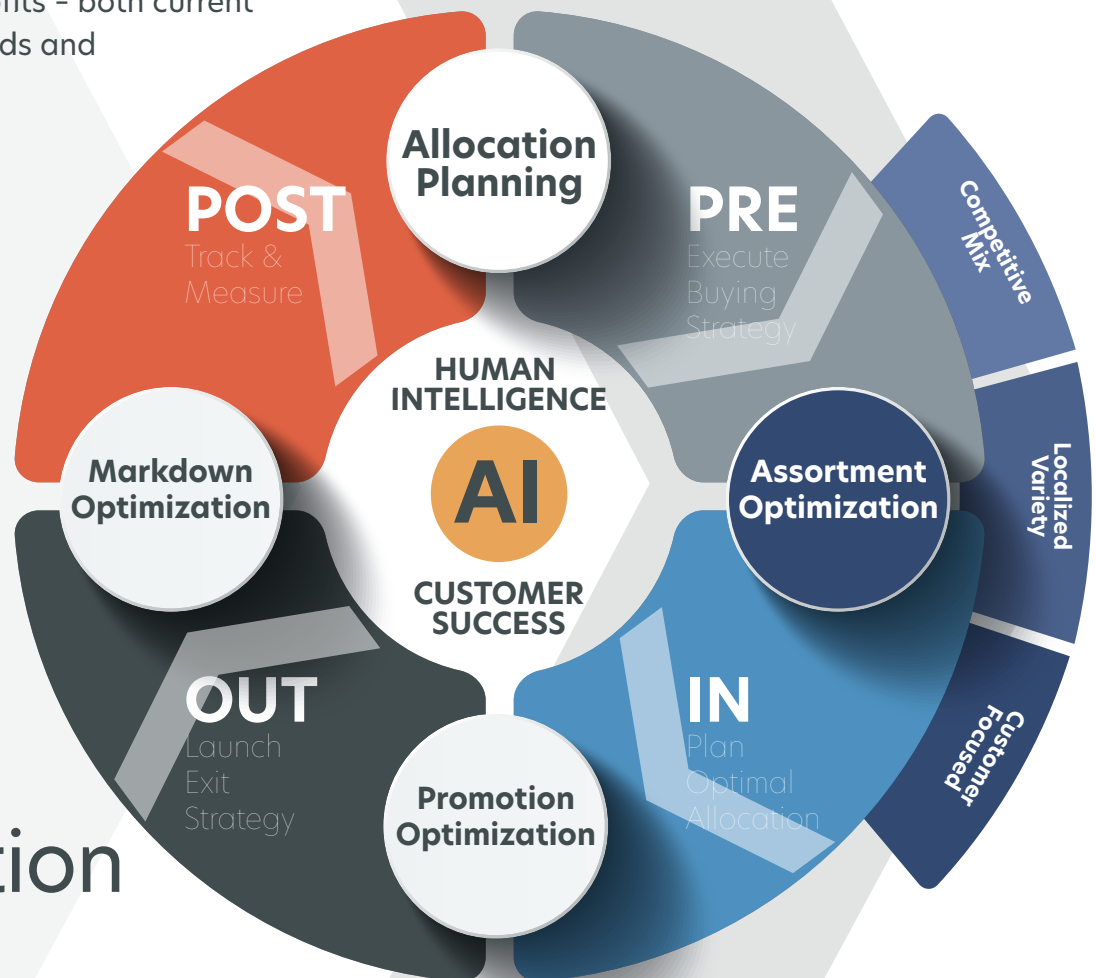 fits – both current
ds and
Allocation
Planning
POST
Track &
Measure
PRE
Execute
Buying
Strategy
Competitive
Mix
HUMAN
INTELLIGENCE
AI
CUSTOMER
SUCCESS
Markdown
Optimization
Assortment
Optimization
Localized
Variety
OUT
Launch
Exit
Strategy
IN
Plan
Optimal
Allocation
Customer
Focused
Promotion
Optimization
tion